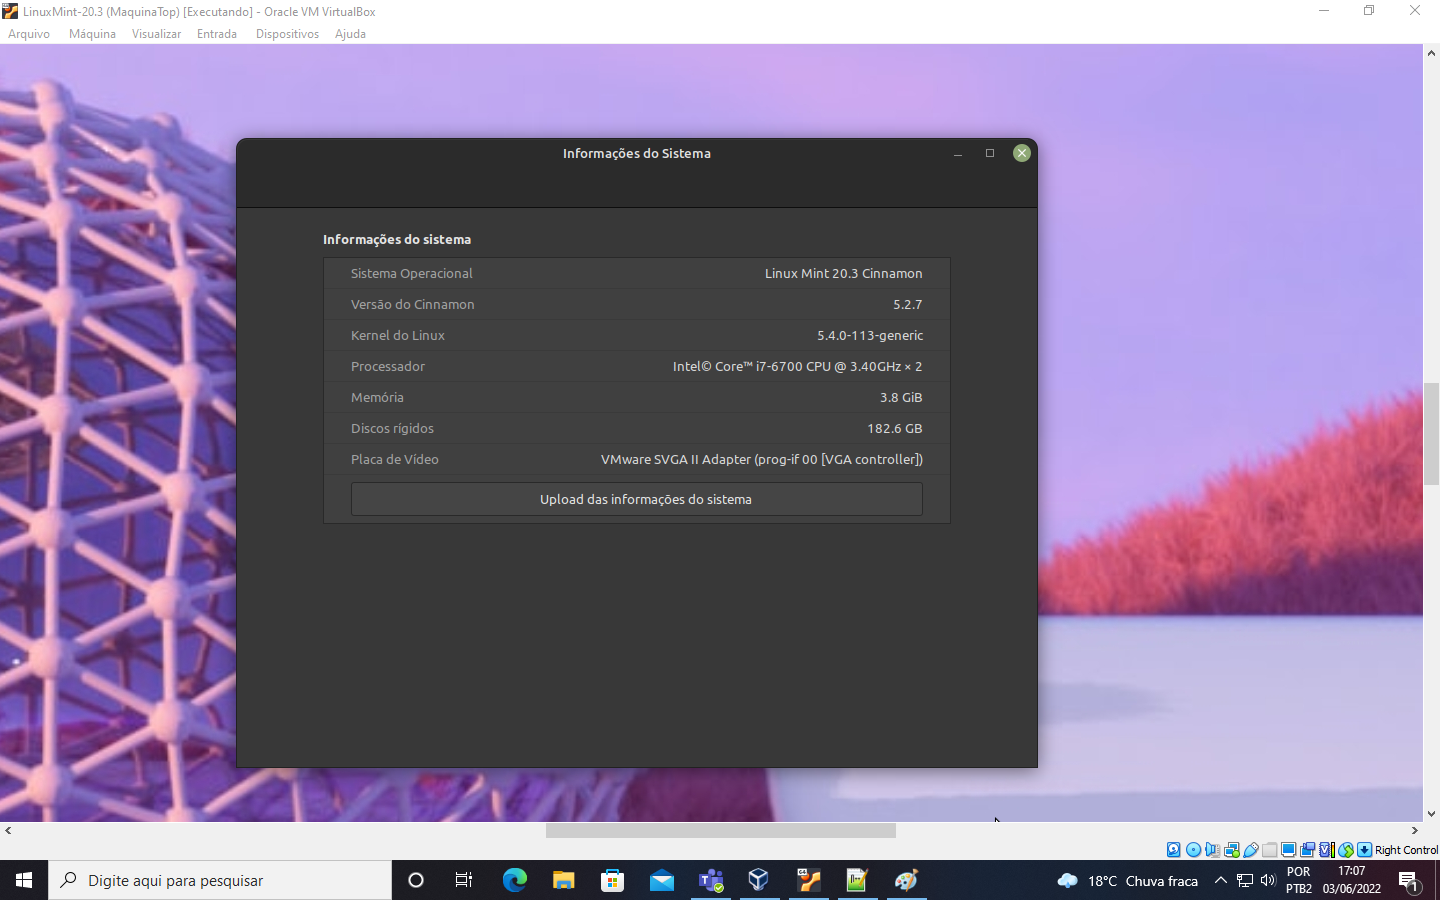 LinuxMint-20.3 (MaquinaTop) [Executando] - Oracle VM VirtualBox
Arquivo Máquina Visualizar Entrada Dispositivos Ajuda
Informações do Sistema
Informações do sistema
Sistema Operacional Linux Mint 20.3 Cinnamon
Versão do Cinnamon 5.2.7
Kernel do Linux 5.4.0-113-generic
Processador Intel© Core™ i7-6700 CPU @ 3.40GHz × 2
Memória 3.8 GiB
Discos rígidos 182.6 GB
Placa de Vídeo VMware SVGA II Adapter (prog-if 00 [VGA controller])
Upload das informações do sistema
Right Control
Digite aqui para pesquisar
18°C Chuva fraca
POR
PTB2
17:07
03/06/2022
1